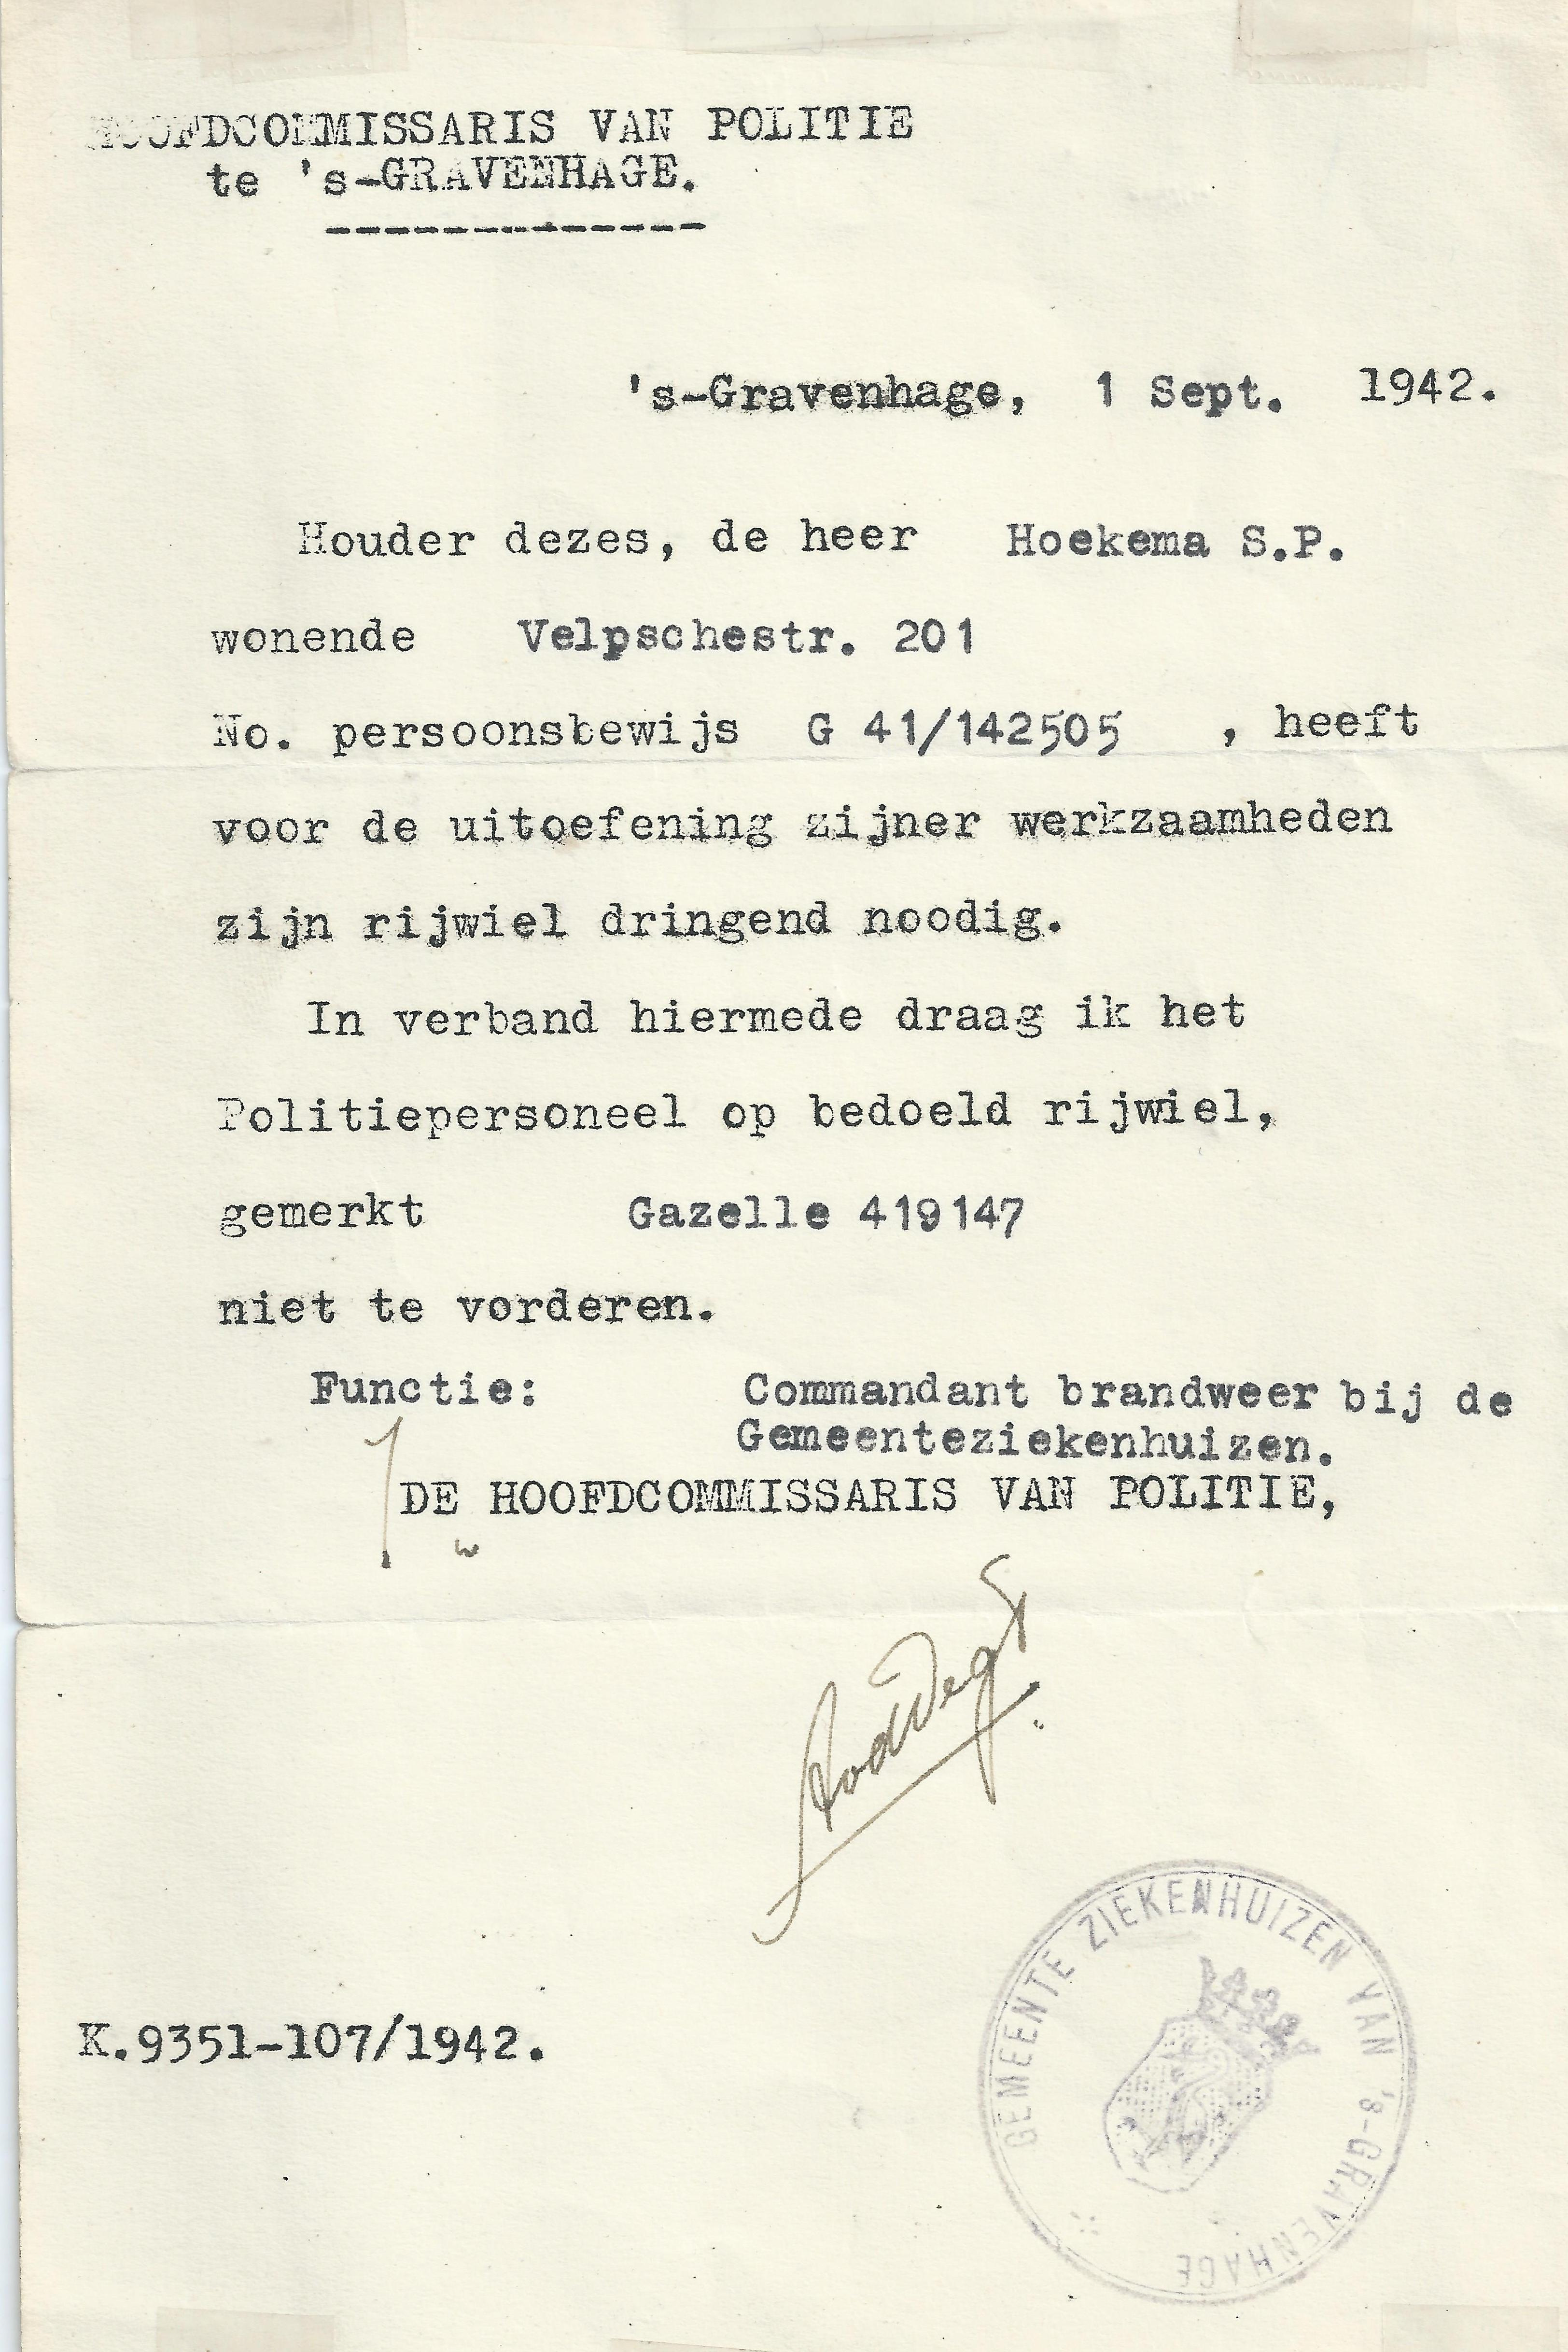 HOOFDCOMMISSARIS VAN POLITIE
te 's-GRAVENHAGE.
's-Gravenhage, 1 Sept. 1942.
Houder dezes, de heer Hoekema S.P.
wonende Velpschestr. 201
No. persoonsbewijs G 41/142505 , heeft
voor de uitoefening zijner werkzaamheden
zijn rijwiel dringend noodig.
In verband hiermede draag ik het
Politiepersoneel op bedoeld rijwiel,
gemerkt Gazelle 419147
niet te vorderen.
Functie: Commandant brandweer bij de
Gemeenteziekenhuizen.
DE HOOFDCOMMISSARIS VAN POLITIE,
K.9351-107/1942.
GEMEENTE ZIEKENHUIZEN VAN 's-GRAVENHAGE